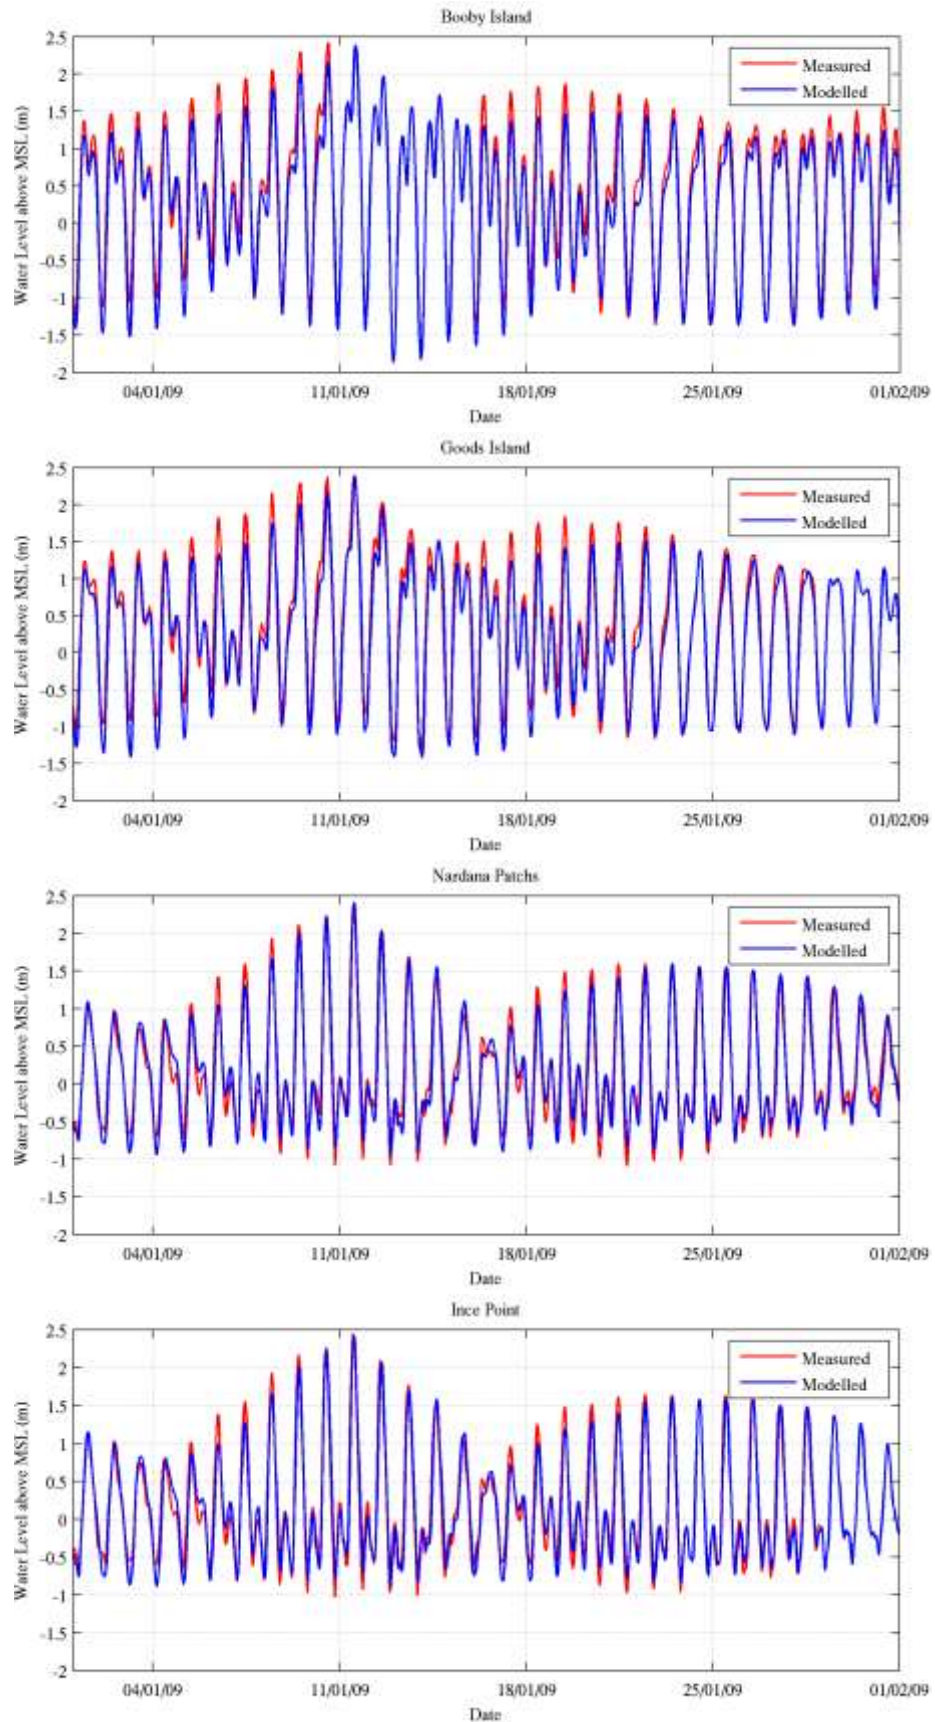 Booby Island
2.5
2
1.5
1
0.5
0
-0.5
-1
-1.5
-2
Water Level above MSL (m)
Measured
Modelled
04/01/09 11/01/09 18/01/09 25/01/09 01/02/09
Date
Goods Island
2.5
2
1.5
1
0.5
0
-0.5
-1
-1.5
-2
Water Level above MSL (m)
Measured
Modelled
04/01/09 11/01/09 18/01/09 25/01/09 01/02/09
Date
Nardana Patchs
2.5
2
1.5
1
0.5
0
-0.5
-1
-1.5
-2
Water Level above MSL (m)
Measured
Modelled
04/01/09 11/01/09 18/01/09 25/01/09 01/02/09
Date
Ince Point
2.5
2
1.5
1
0.5
0
-0.5
-1
-1.5
-2
Water Level above MSL (m)
Measured
Modelled
04/01/09 11/01/09 18/01/09 25/01/09 01/02/09
Date